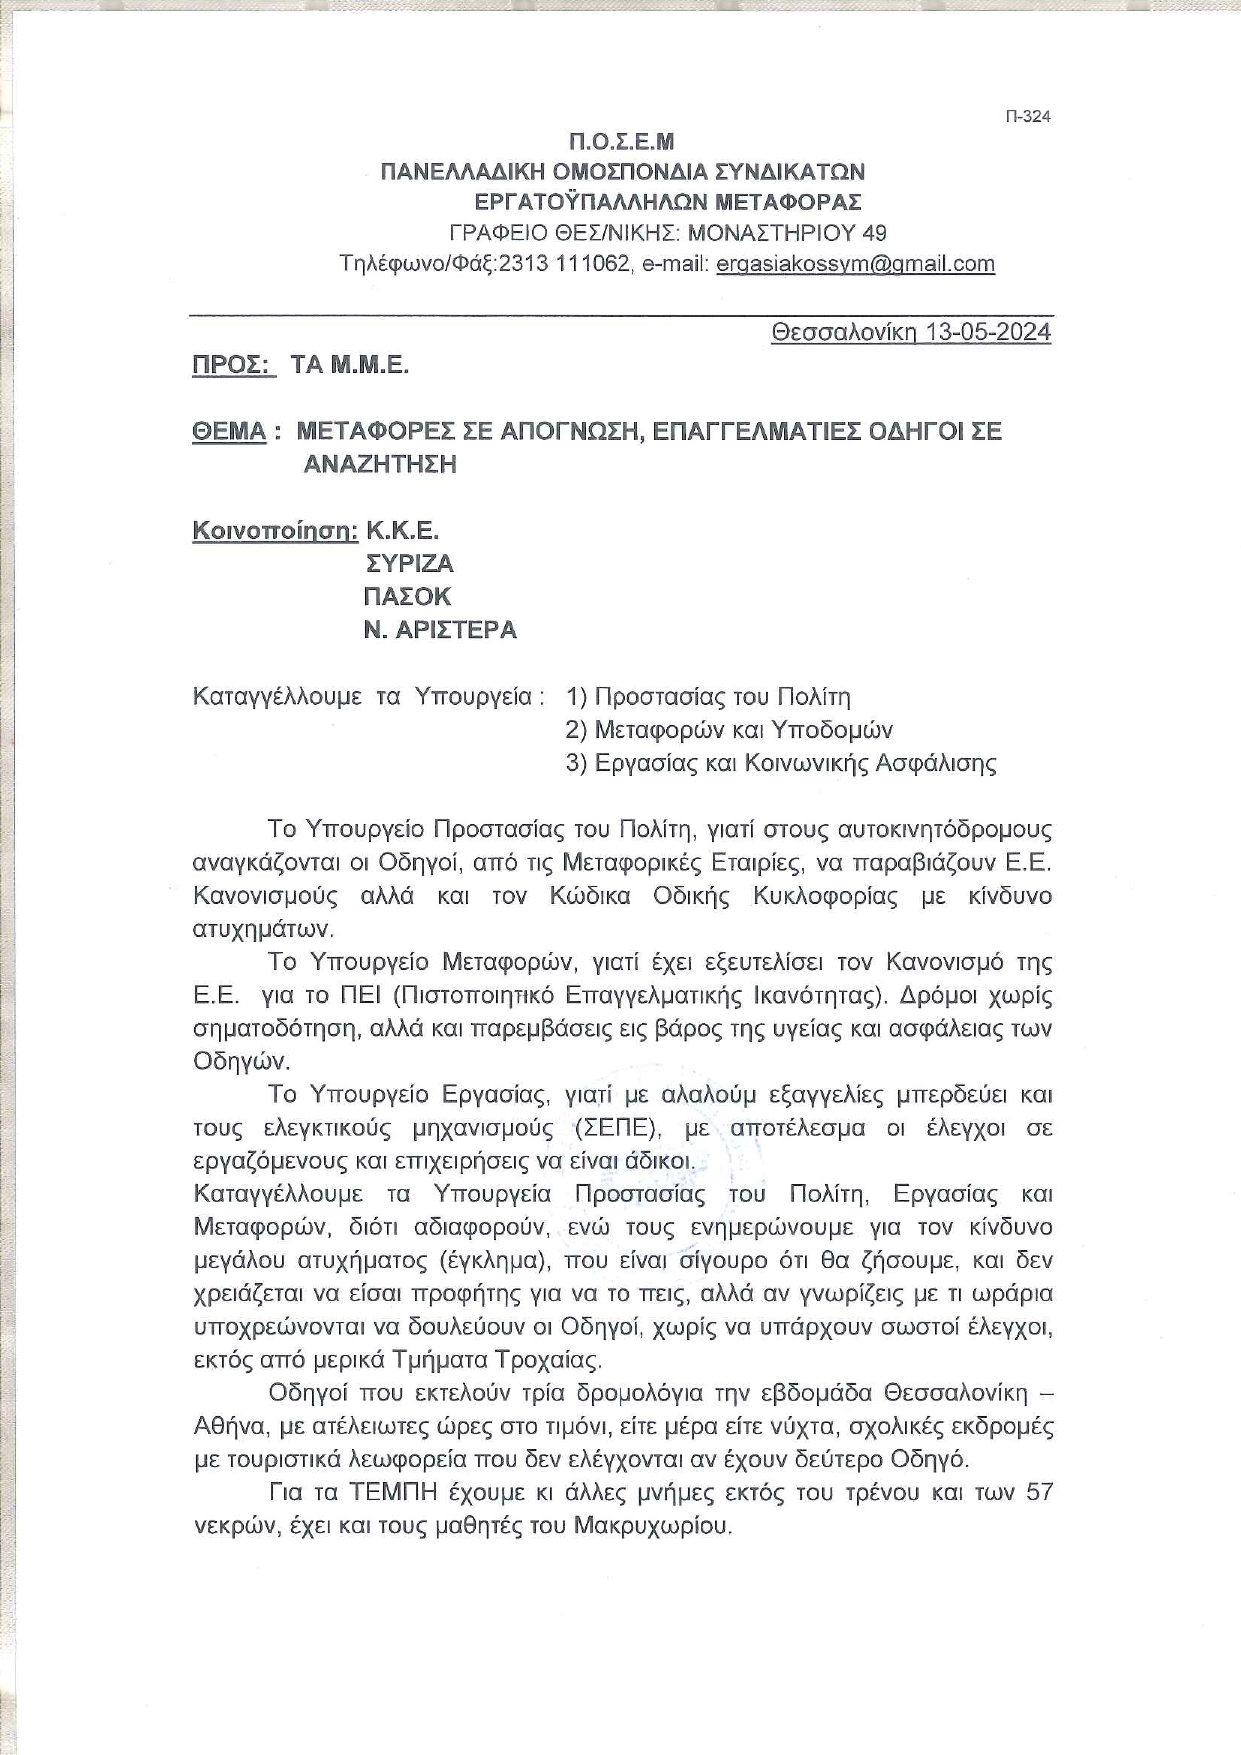 Π-324
Π.Ο.Σ.Ε.Μ
ΠΑΝΕΛΛΑΔΙΚΗ ΟΜΟΣΠΟΝΔΙΑ ΣΥΝΔΙΚΑΤΩΝ
ΕΡΓΑΤΟΫΠΑΛΛΗΛΩΝ ΜΕΤΑΦΟΡΑΣ
ΓΡΑΦΕΙΟ ΘΕΣ/ΝΙΚΗΣ: ΜΟΝΑΣΤΗΡΙΟΥ 49
Τηλέφωνο/Φάξ:2313 111062, e-mail: ergasiakossym@gmail.com
Θεσσαλονίκη 13-05-2024
ΠΡΟΣ: ΤΑ Μ.Μ.Ε.
ΘΕΜΑ : ΜΕΤΑΦΟΡΕΣ ΣΕ ΑΠΟΓΝΩΣΗ, ΕΠΑΓΓΕΛΜΑΤΙΕΣ ΟΔΗΓΟΙ ΣΕ
ΑΝΑΖΗΤΗΣΗ
Κοινοποίηση: Κ.Κ.Ε.
ΣΥΡΙΖΑ
ΠΑΣΟΚ
Ν. ΑΡΙΣΤΕΡΑ
Καταγγέλλουμε τα Υπουργεία : 1) Προστασίας του Πολίτη
2) Μεταφορών και Υποδομών
3) Εργασίας και Κοινωνικής Ασφάλισης
Το Υπουργείο Προστασίας του Πολίτη, γιατί στους αυτοκινητόδρομους
αναγκάζονται οι Οδηγοί, από τις Μεταφορικές Εταιρίες, να παραβιάζουν Ε.Ε.
Κανονισμούς αλλά και τον Κώδικα Οδικής Κυκλοφορίας με κίνδυνο
ατυχημάτων.
Το Υπουργείο Μεταφορών, γιατί έχει εξευτελίσει τον Κανονισμό της
Ε.Ε. για το ΠΕΙ (Πιστοποιητικό Επαγγελματικής Ικανότητας). Δρόμοι χωρίς
σηματοδότηση, αλλά και παρεμβάσεις εις βάρος της υγείας και ασφάλειας των
Οδηγών.
Το Υπουργείο Εργασίας, γιατί με αλαλούμ εξαγγελίες μπερδεύει και
τους ελεγκτικούς μηχανισμούς (ΣΕΠΕ), με αποτέλεσμα οι έλεγχοι σε
εργαζόμενους και επιχειρήσεις να είναι άδικοι.
Καταγγέλλουμε τα Υπουργεία Προστασίας του Πολίτη, Εργασίας και
Μεταφορών, διότι αδιαφορούν, ενώ τους ενημερώνουμε για τον κίνδυνο
μεγάλου ατυχήματος (έγκλημα), που είναι σίγουρο ότι θα ζήσουμε, και δεν
χρειάζεται να είσαι προφήτης για να το πεις, αλλά αν γνωρίζεις με τι ωράρια
υποχρεώνονται να δουλεύουν οι Οδηγοί, χωρίς να υπάρχουν σωστοί έλεγχοι,
εκτός από μερικά Τμήματα Τροχαίας.
Οδηγοί που εκτελούν τρία δρομολόγια την εβδομάδα Θεσσαλονίκη –
Αθήνα, με ατέλειωτες ώρες στο τιμόνι, είτε μέρα είτε νύχτα, σχολικές εκδρομές
με τουριστικά λεωφορεία που δεν ελέγχονται αν έχουν δεύτερο Οδηγό.
Για τα ΤΕΜΠΗ έχουμε κι άλλες μνήμες εκτός του τρένου και των 57
νεκρών, έχει και τους μαθητές του Μακρυχωρίου.